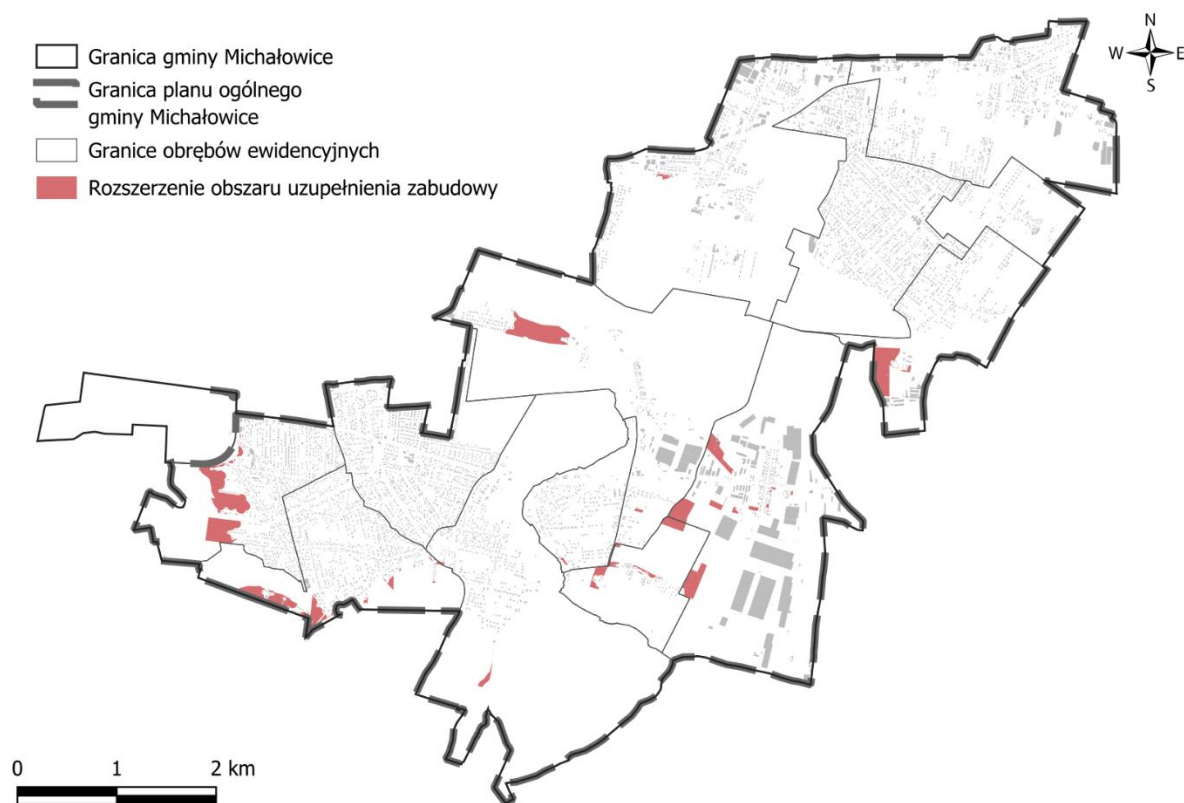 Granica gminy Michałowice
Granica planu ogólnego
gminy Michałowice
Granice obrębów ewidencyjnych
Rozszerzenie obszaru uzupełnienia zabudowy
N
W E
S
0 1 2 km